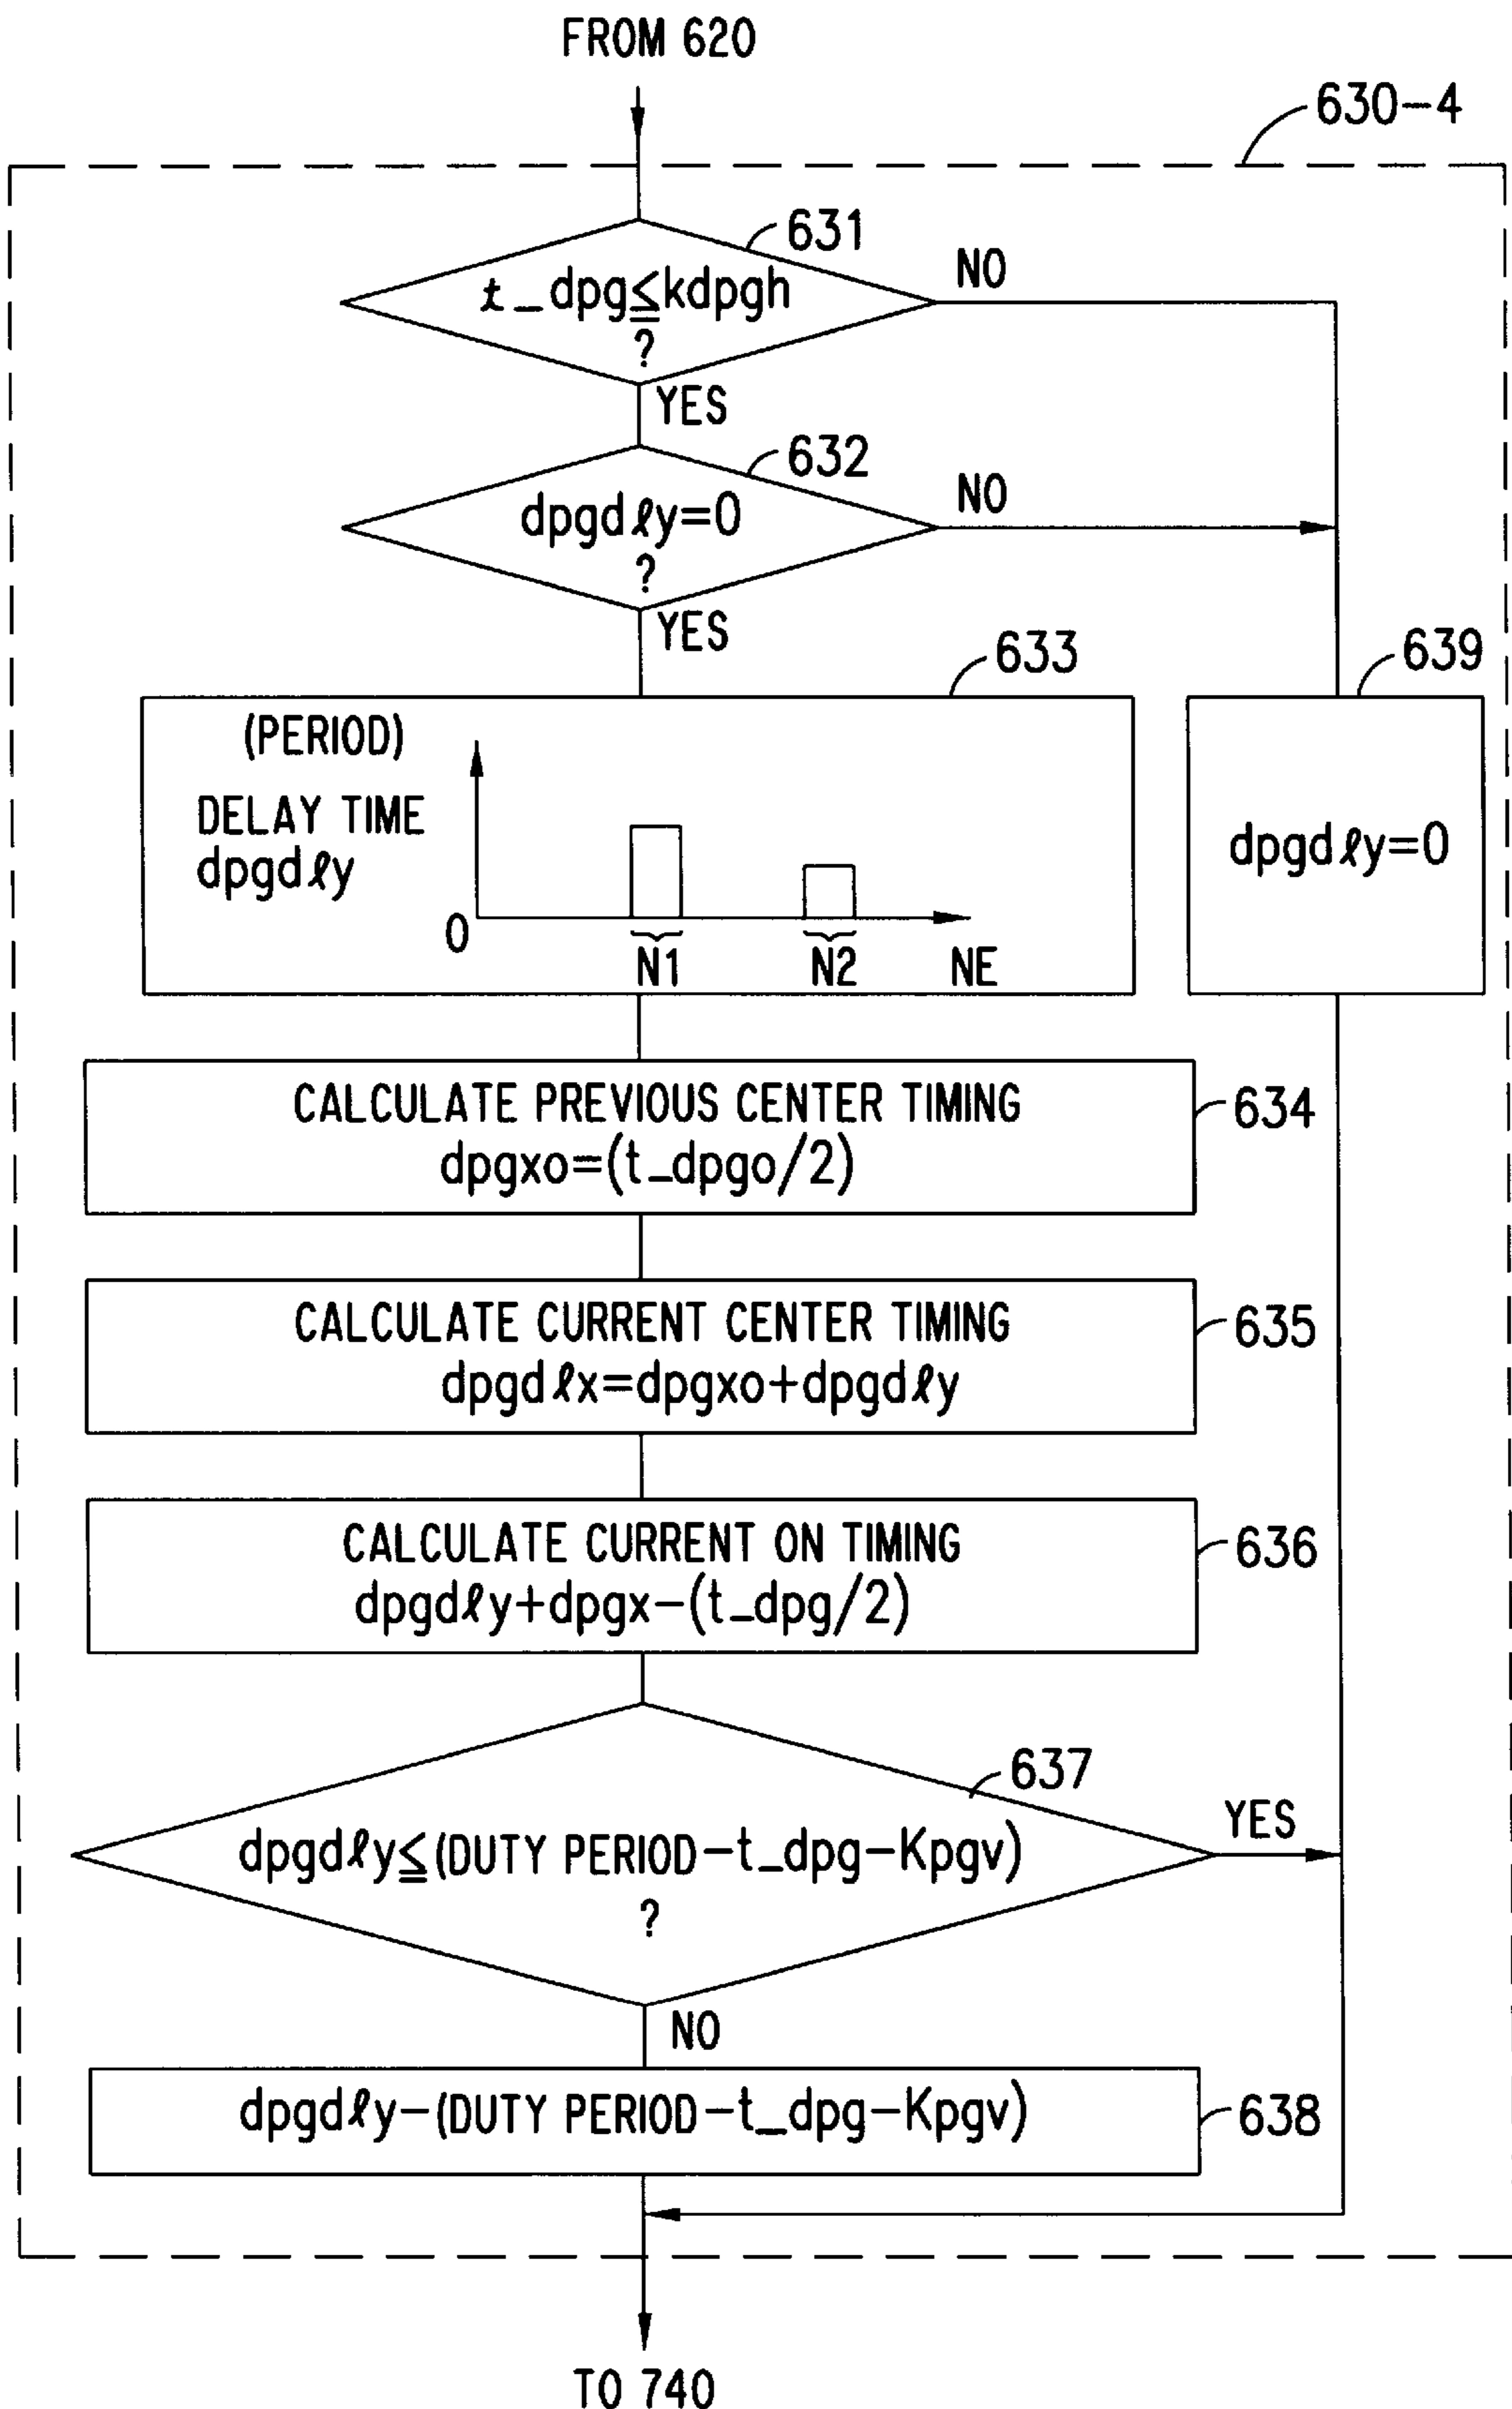 FROM 620
630-4
631
t_dpg≦kdpgh
?
NO
YES
632
dpgdℓy=0
?
NO
YES
633
639
(PERIOD)
DELAY TIME
dpgdℓy
0
N1
N2
NE
dpgdℓy=0
CALCULATE PREVIOUS CENTER TIMING
dpgxo=(t_dpgo/2)
634
CALCULATE CURRENT CENTER TIMING
dpgdℓx=dpgxo+dpgdℓy
635
CALCULATE CURRENT ON TIMING
dpgdℓy+dpgx-(t_dpg/2)
636
637
dpgdℓy≦(DUTY PERIOD-t_dpg-Kpgv)
?
YES
NO
dpgdℓy-(DUTY PERIOD-t_dpg-Kpgv)
638
TO 740